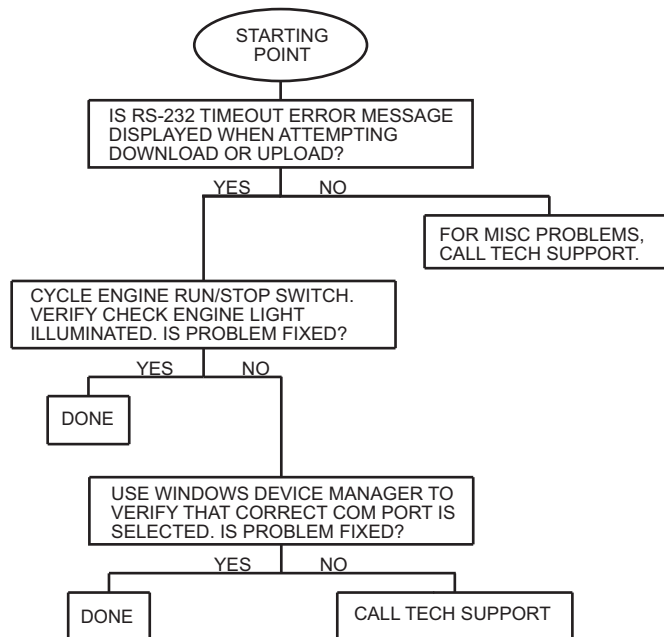 STARTING
POINT
IS RS-232 TIMEOUT ERROR MESSAGE
DISPLAYED WHEN ATTEMPTING
DOWNLOAD OR UPLOAD?
YES NO
FOR MISC PROBLEMS,
CALL TECH SUPPORT.
CYCLE ENGINE RUN/STOP SWITCH.
VERIFY CHECK ENGINE LIGHT
ILLUMINATED. IS PROBLEM FIXED?
YES NO
DONE
USE WINDOWS DEVICE MANAGER TO
VERIFY THAT CORRECT COM PORT IS
SELECTED. IS PROBLEM FIXED?
YES NO
DONE
CALL TECH SUPPORT